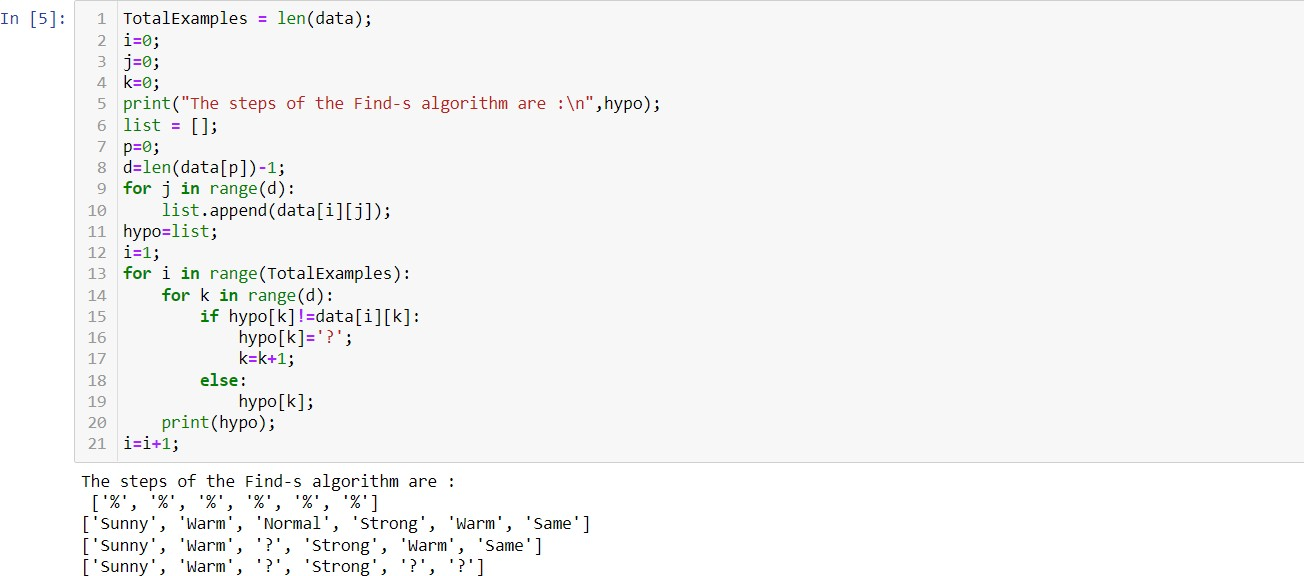 In [5]:
1 TotalExamples = len(data);
2 i=0;
3 j=0;
4 k=0;
5 print("The steps of the Find-s algorithm are :\n",hypo);
6 list = [];
7 p=0;
8 d=len(data[p])-1;
9 for j in range(d):
10     list.append(data[i][j]);
11 hypo=list;
12 i=1;
13 for i in range(TotalExamples):
14     for k in range(d):
15         if hypo[k]!=data[i][k]:
16             hypo[k]='?';
17             k=k+1;
18         else:
19             hypo[k];
20     print(hypo);
21 i=i+1;
The steps of the Find-s algorithm are :
 ['%', '%', '%', '%', '%', '%']
['Sunny', 'Warm', 'Normal', 'Strong', 'Warm', 'Same']
['Sunny', 'Warm', '?', 'Strong', 'Warm', 'Same']
['Sunny', 'Warm', '?', 'Strong', '?', '?']